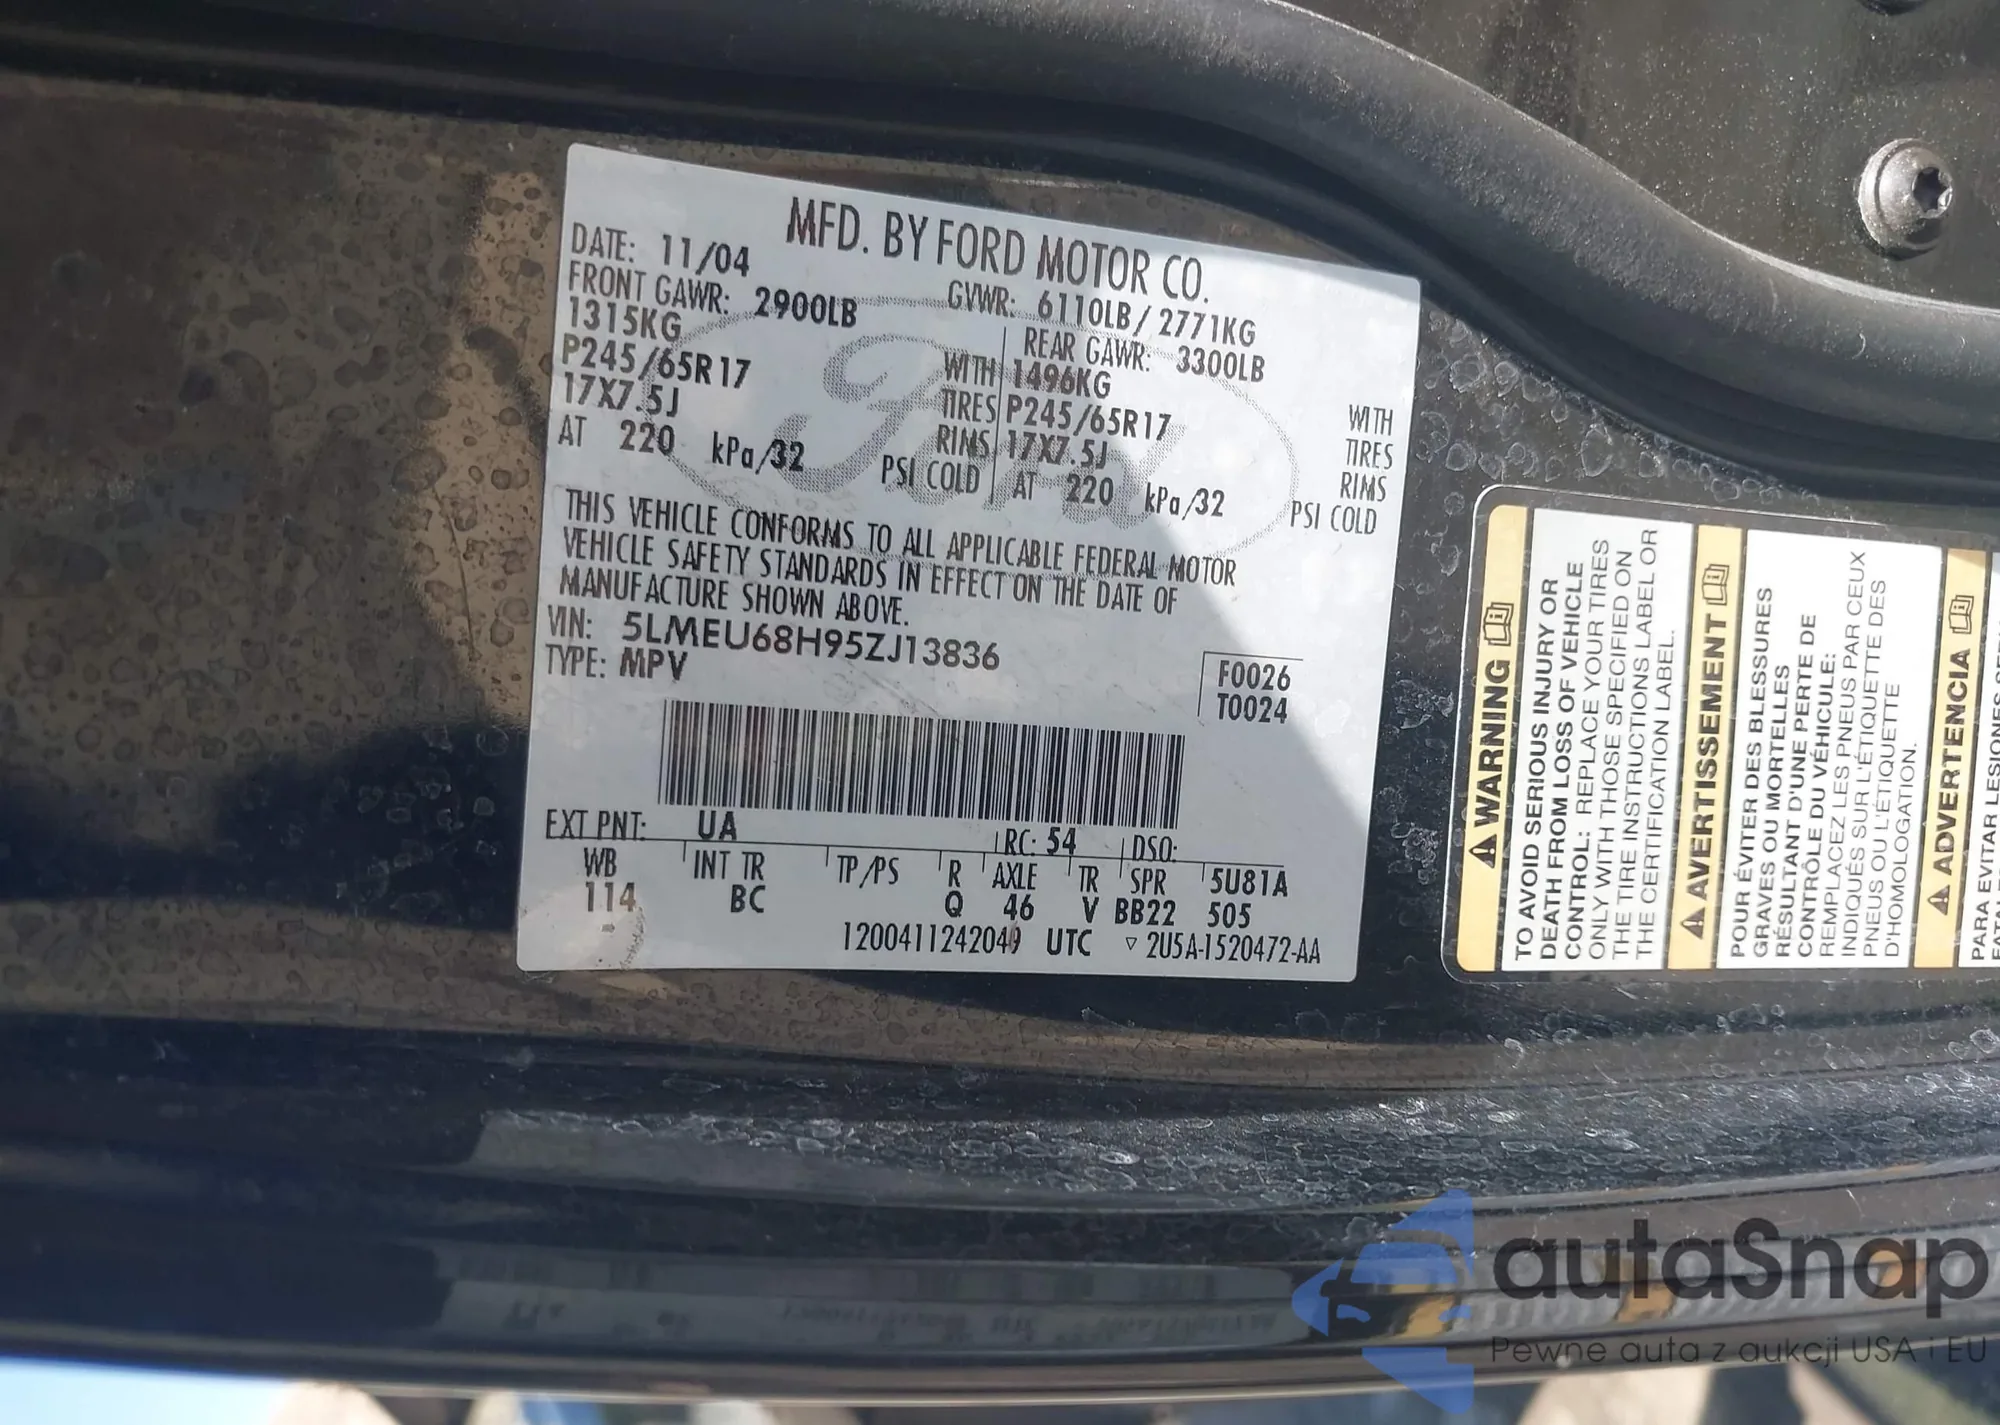 MFD. BY FORD MOTOR CO.
DATE: 11/04
GVWR: 6110LB/ 2771KG
FRONT GAWR: 2900LB
REAR GAWR: 3300LB
1315KG WITH
1496KG WITH
P245/65R17 TIRES
P245/65R17 TIRES
17X7.5J RIMS
17X7.5J RIMS
AT 220 kPa/32 PSI COLD
AT 220 kPa/32 PSI COLD
THIS VEHICLE CONFORMS TO ALL APPLICABLE FEDERAL MOTOR
VEHICLE SAFETY STANDARDS IN EFFECT ON THE DATE OF
MANUFACTURE SHOWN ABOVE.
VIN: 5LMEU68H95ZJ13836
TYPE: MPV
F0026
T0024
EXT PNT: UA RC: 54 DSO:
WB INT TR TP/PS R AXLE TR SPR 5U81A
114 BC Q 46 V BB22 505
1200411242049 UTC ▽ 2U5A-1520472-AA
Ford
⚠ WARNING
TO AVOID SERIOUS INJURY OR
DEATH FROM LOSS OF VEHICLE
CONTROL: REPLACE YOUR TIRES
ONLY WITH THOSE SPECIFIED ON
THE TIRE INSTRUCTIONS LABEL OR
THE CERTIFICATION LABEL.
⚠ AVERTISSEMENT
POUR ÉVITER DES BLESSURES
GRAVES OU MORTELLES
RÉSULTANT D'UNE PERTE DE
CONTRÔLE DU VÉHICULE:
REMPLACEZ LES PNEUS PAR CEUX
INDIQUÉS SUR L'ÉTIQUETTE DES
PNEUS OU L'ÉTIQUETTE
D'HOMOLOGATION.
⚠ ADVERTENCIA
PARA EVITAR LESIONES
autaSnap
Pewne auta z aukcji USA i EU